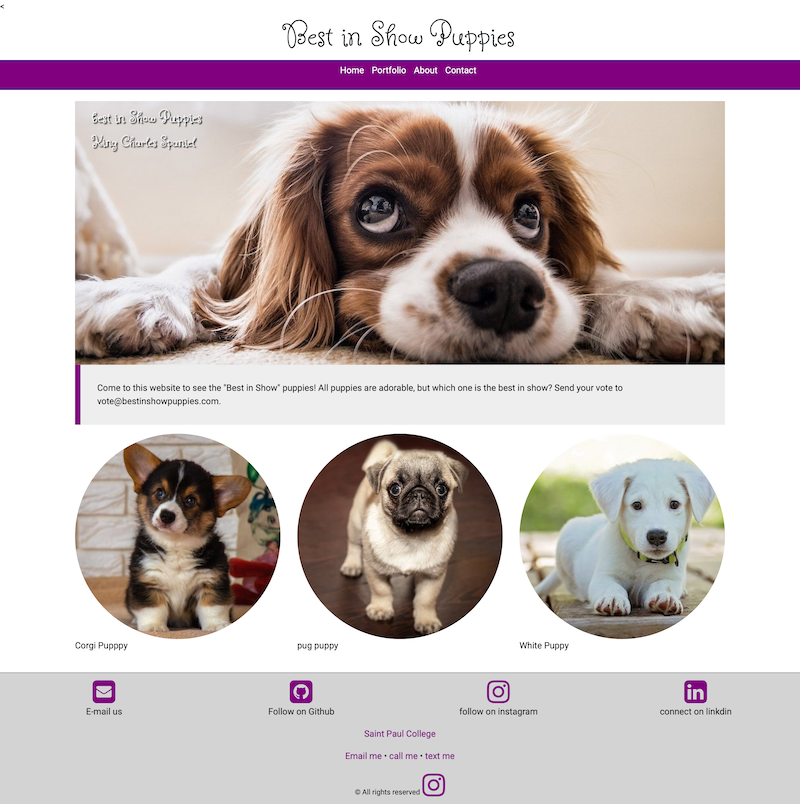 <
Best in Show Puppies
Home Portfolio About Contact
Best in Show Puppies
King Charles Spaniel
Come to this website to see the "Best in Show" puppies! All puppies are adorable, but which one is the best in show? Send your vote to
vote@bestinshowpuppies.com.
Corgi Pupppy pug puppy White Puppy
E-mail us Follow on Github follow on instagram connect on linkdin
Saint Paul College
Email me • call me • text me
© All rights reserved